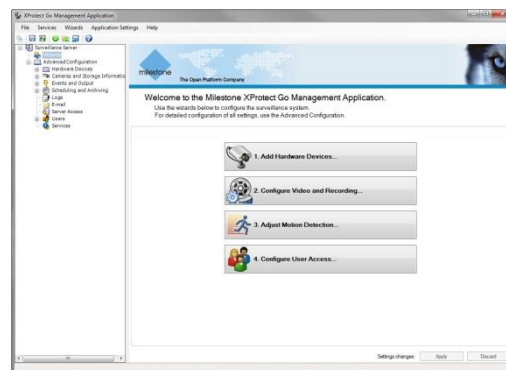 XProtect Go Management Application
File Services Wizards Application Settings Help
Surveillance Server
Wizards
Advanced Configuration
Hardware Devices
Cameras and Storage Informatio
Events and Output
Scheduling and Archiving
Logs
E-mail
Server Access
Users
Services
milestone
The Open Platform Company
Welcome to the Milestone XProtect Go Management Application.
Use the wizards below to configure the surveillance system.
For detailed configuration of all settings, use the Advanced Configuration.
1. Add Hardware Devices...
2. Configure Video and Recording...
3. Adjust Motion Detection...
4. Configure User Access...
Settings changes: Apply Discard